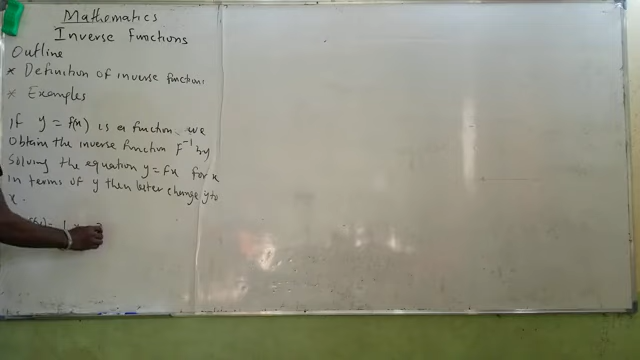 Mathematics
Inverse Functions
Outline
* Definition of inverse functions
* Examples
If y = f(x) is a function, we
Obtain the inverse function F⁻¹ by
Solving the equation y = fx for x
in terms of y then later change y to
x.
f(x) =